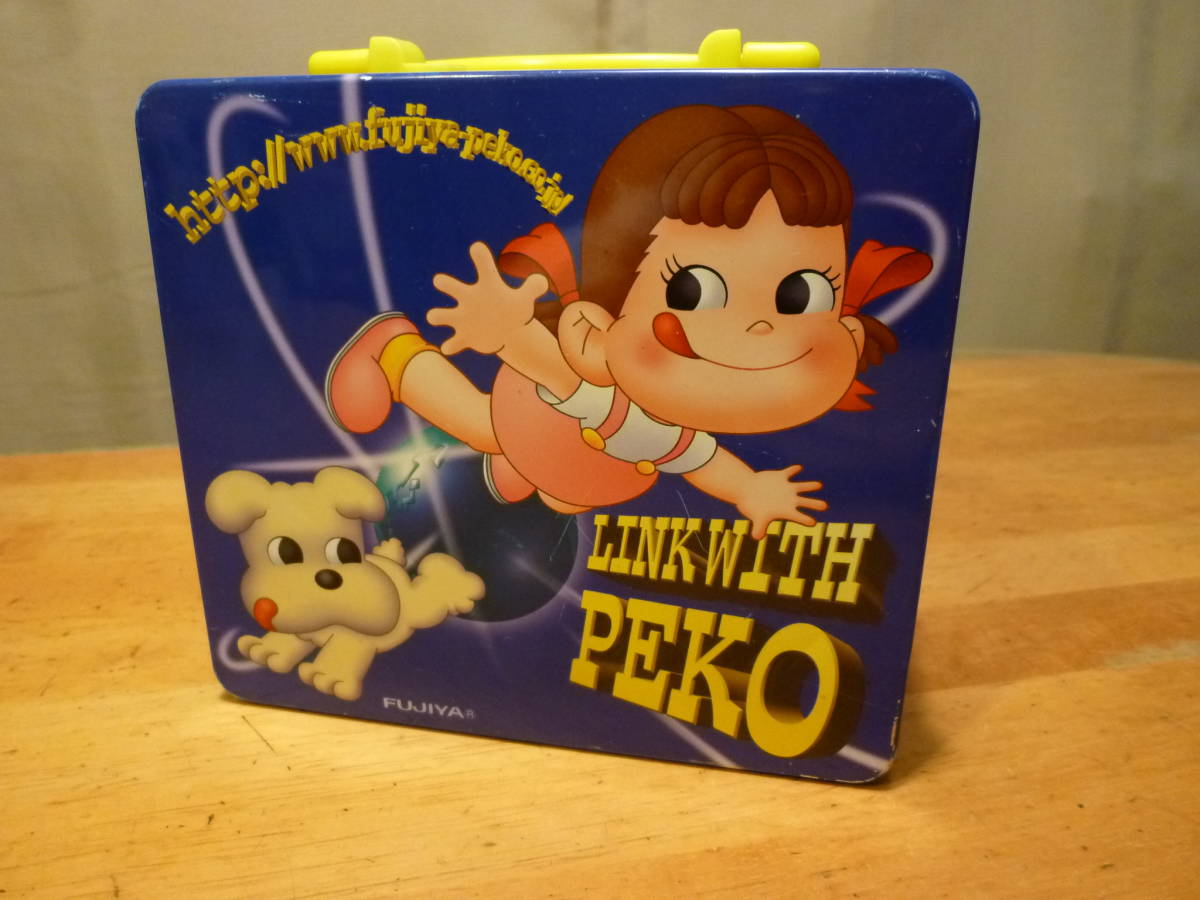 http://www.fujiya-peko.co.jp/
LINK WITH
PEKO
FUJIYA®